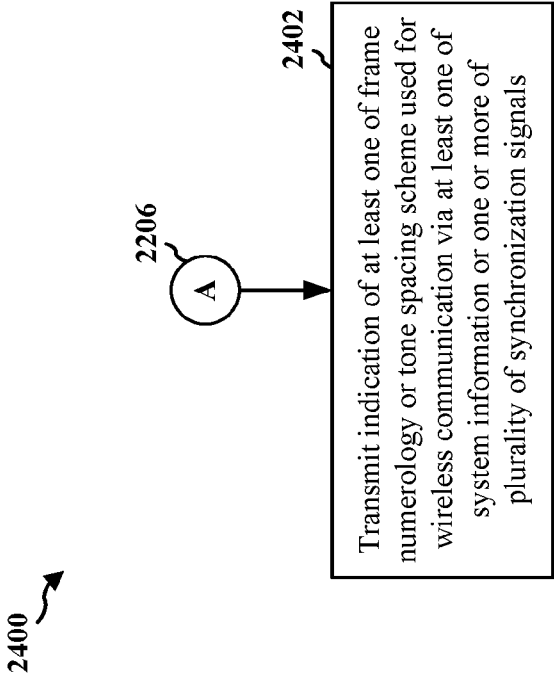 2400
2206
A
2402
Transmit indication of at least one of frame
numerology or tone spacing scheme used for
wireless communication via at least one of
system information or one or more of
plurality of synchronization signals